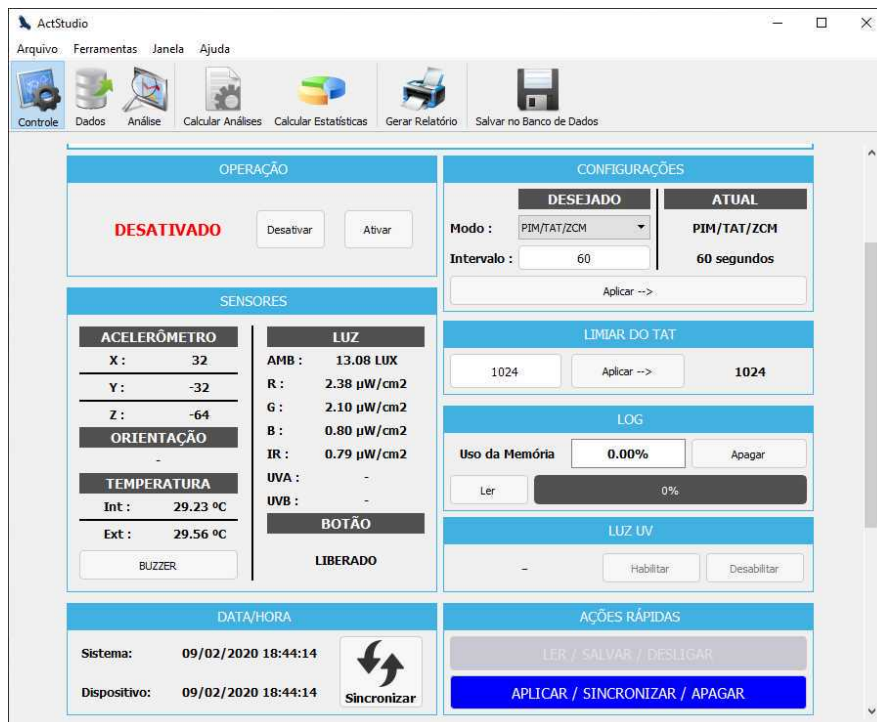 ActStudio
Arquivo Ferramentas Janela Ajuda
Controle Dados Análise Calcular Análises Calcular Estatísticas Gerar Relatório Salvar no Banco de Dados
OPERAÇÃO
DESATIVADO Desativar Ativar
CONFIGURAÇÕES
DESEJADO ATUAL
Modo : PIM/TAT/ZCM PIM/TAT/ZCM
Intervalo : 60 60 segundos
Aplicar -->
SENSORES
ACELERÔMETRO
X : 32
Y : -32
Z : -64
ORIENTAÇÃO
-
TEMPERATURA
Int : 29.23 ºC
Ext : 29.56 ºC
BUZZER
LUZ
AMB : 13.08 LUX
R : 2.38 µW/cm2
G : 2.10 µW/cm2
B : 0.80 µW/cm2
IR : 0.79 µW/cm2
UVA : -
UVB : -
BOTÃO
LIBERADO
LIMIAR DO TAT
1024 Aplicar --> 1024
LOG
Uso da Memória 0.00% Apagar
Ler 0%
LUZ UV
- Habilitar Desabilitar
DATA/HORA
Sistema: 09/02/2020 18:44:14
Dispositivo: 09/02/2020 18:44:14
Sincronizar
AÇÕES RÁPIDAS
LER / SALVAR / DESLIGAR
APLICAR / SINCRONIZAR / APAGAR